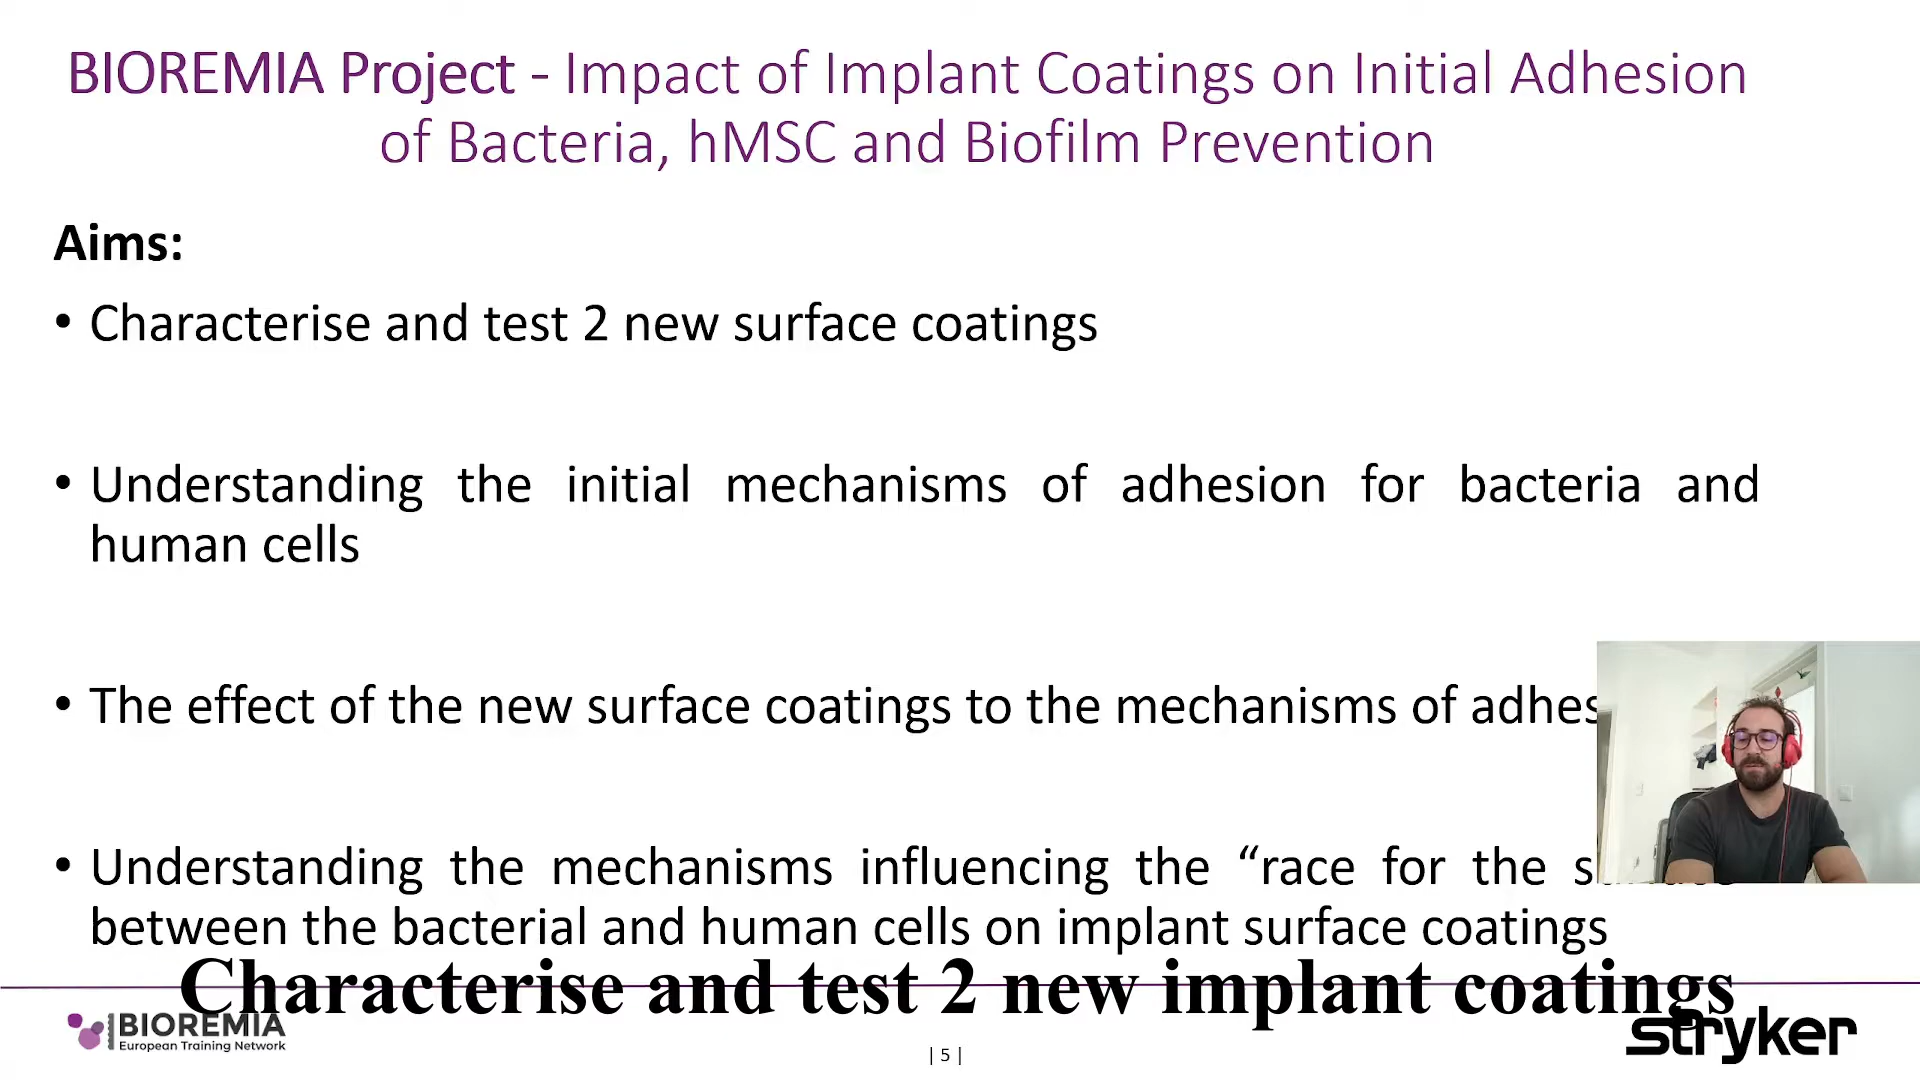 BIOREMIA Project - Impact of Implant Coatings on Initial Adhesion
of Bacteria, hMSC and Biofilm Prevention
Aims:
• Characterise and test 2 new surface coatings
• Understanding the initial mechanisms of adhesion for bacteria and
human cells
• The effect of the new surface coatings to the mechanisms of
• Understanding the mechanisms influencing the “race for the
between the bacterial and human cells on implant surface coatings
Characterise and test 2 new implant coatings
BIOREMIA
European Training Network
| 5 |
stryker